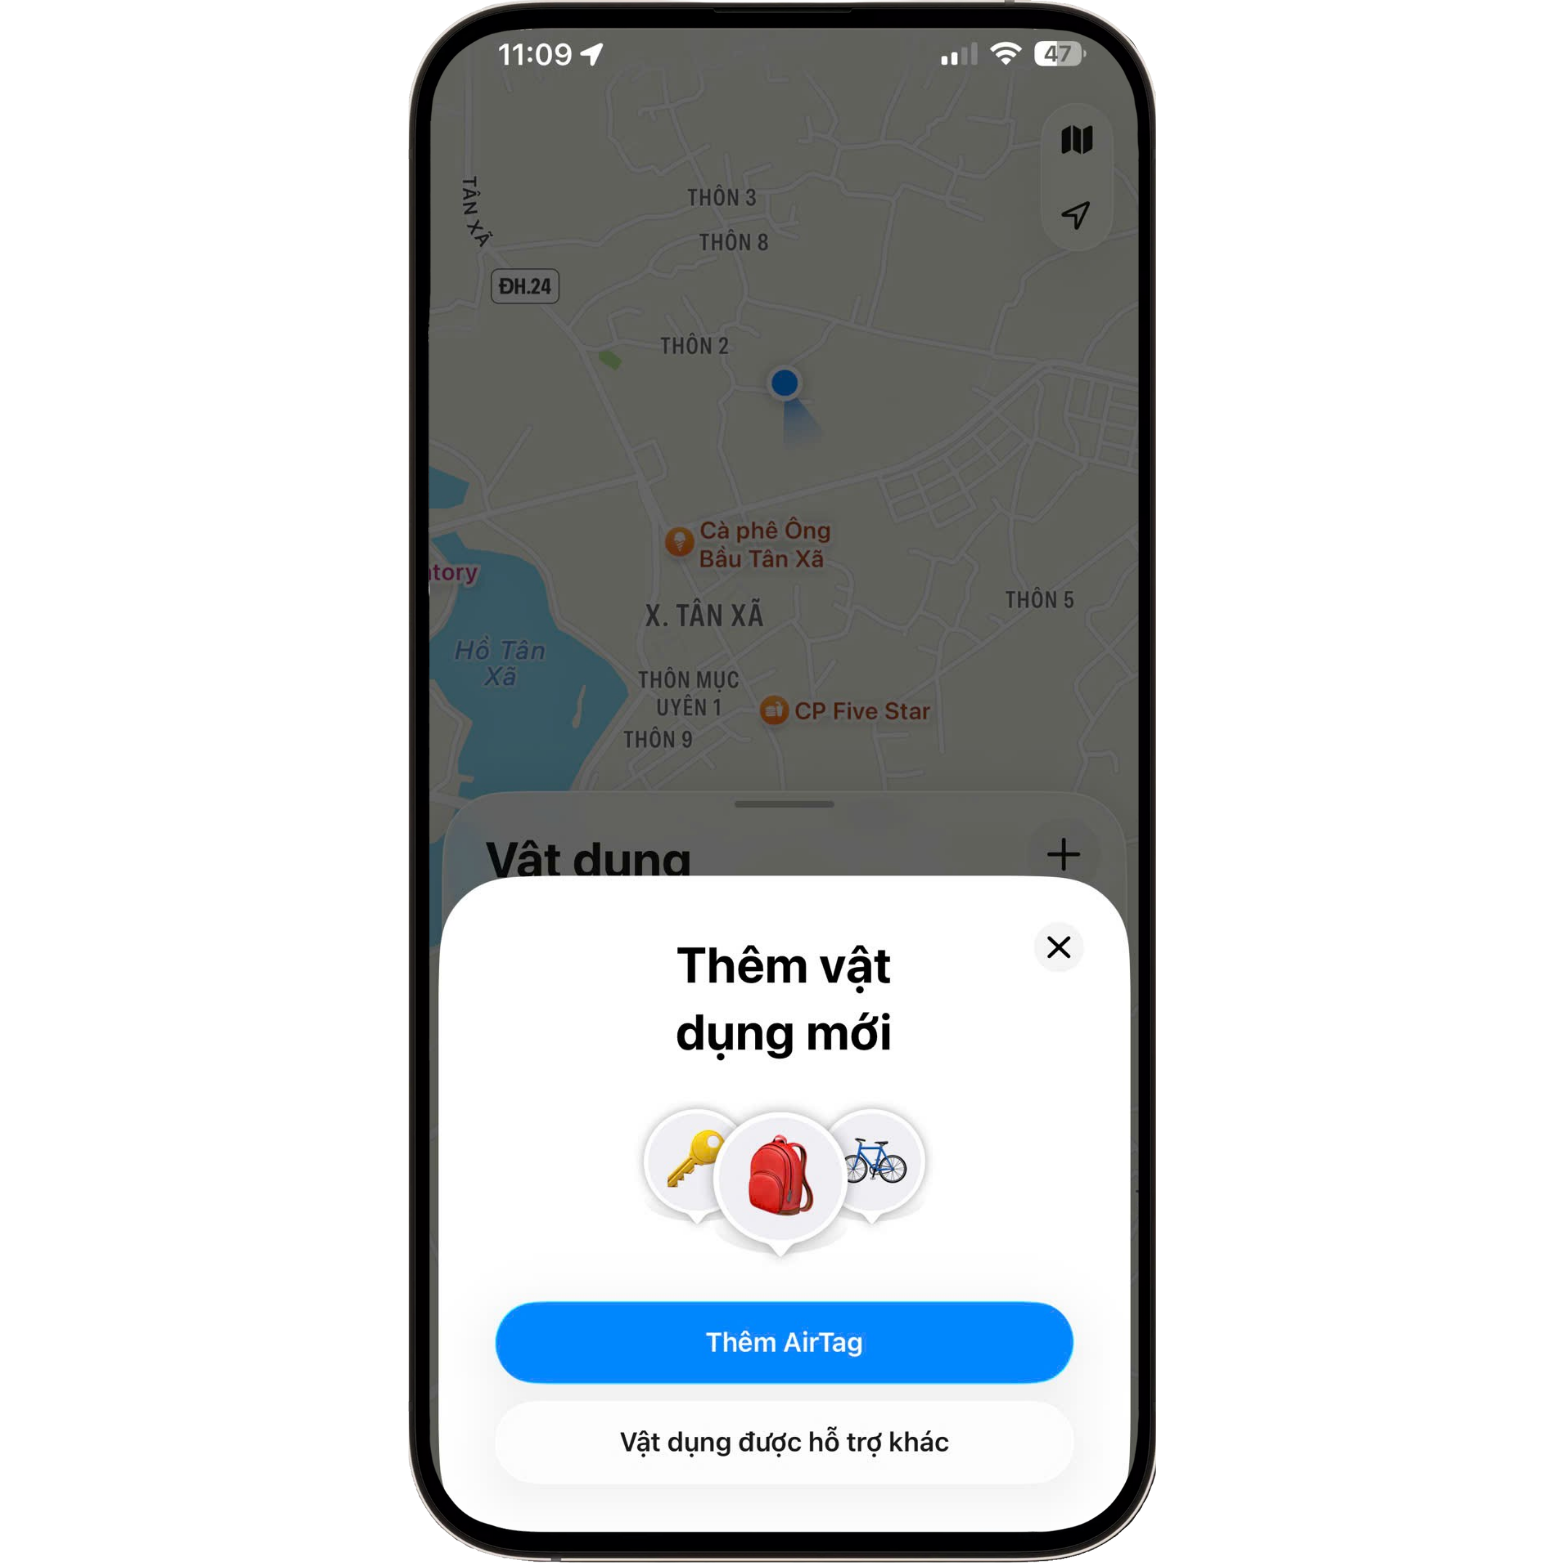 11:09
47
TÂN XÃ
THÔN 3
THÔN 8
ĐH.24
THÔN 2
Cà phê Ông
Bầu Tân Xã
tory
X. TÂN XÃ
THÔN 5
Hồ Tân
Xã
THÔN MỤC
UYÊN 1
CP Five Star
THÔN 9
Vật dụng
Thêm vật
dụng mới
Thêm AirTag
Vật dụng được hỗ trợ khác